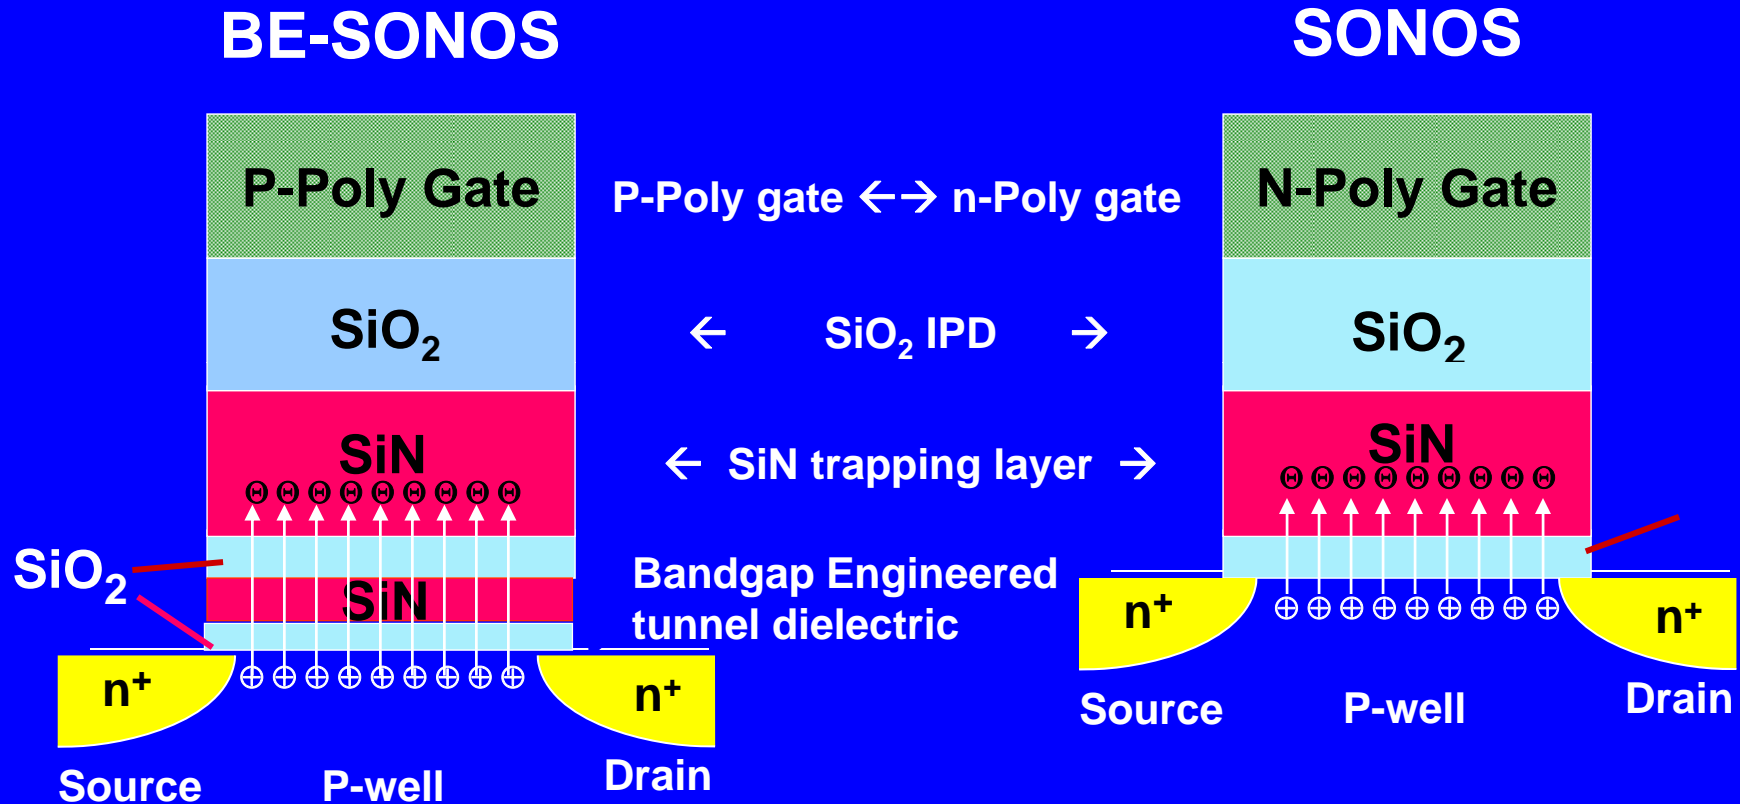 BE-SONOS
SONOS
P-Poly Gate
P-Poly gate ←→ n-Poly gate
N-Poly Gate
SiO₂
← SiO₂ IPD →
SiO₂
SiN
← SiN trapping layer →
SiN
Θ Θ Θ Θ Θ Θ Θ Θ Θ
Θ Θ Θ Θ Θ Θ Θ Θ Θ
SiO₂
SiN
Bandgap Engineered
tunnel dielectric
⊕ ⊕ ⊕ ⊕ ⊕ ⊕ ⊕ ⊕ ⊕
n⁺
n⁺
⊕ ⊕ ⊕ ⊕ ⊕ ⊕ ⊕ ⊕ ⊕
n⁺
n⁺
Source
P-well
Drain
Source
P-well
Drain